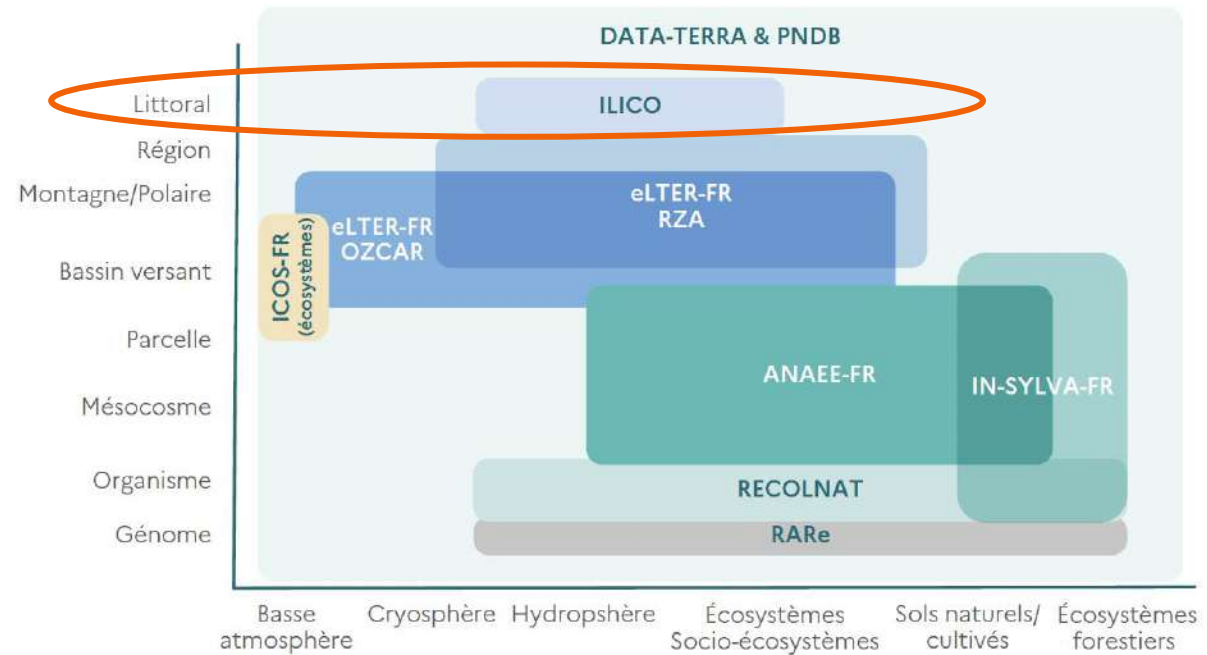 DATA-TERRA & PNDB
Littoral
ILICO
Région
Montagne/Polaire
eLTER-FR
RZA
eLTER-FR
OZCAR
ICOS-FR
(écosystèmes)
Bassin versant
Parcelle
ANAEE-FR
IN-SYLVA-FR
Mésocosme
Organisme
RECOLNAT
Génome
RARe
Basse
atmosphère
Cryosphère
Hydropshère
Écosystèmes
Socio-écosystèmes
Sols naturels/
cultivés
Écosystèmes
forestiers